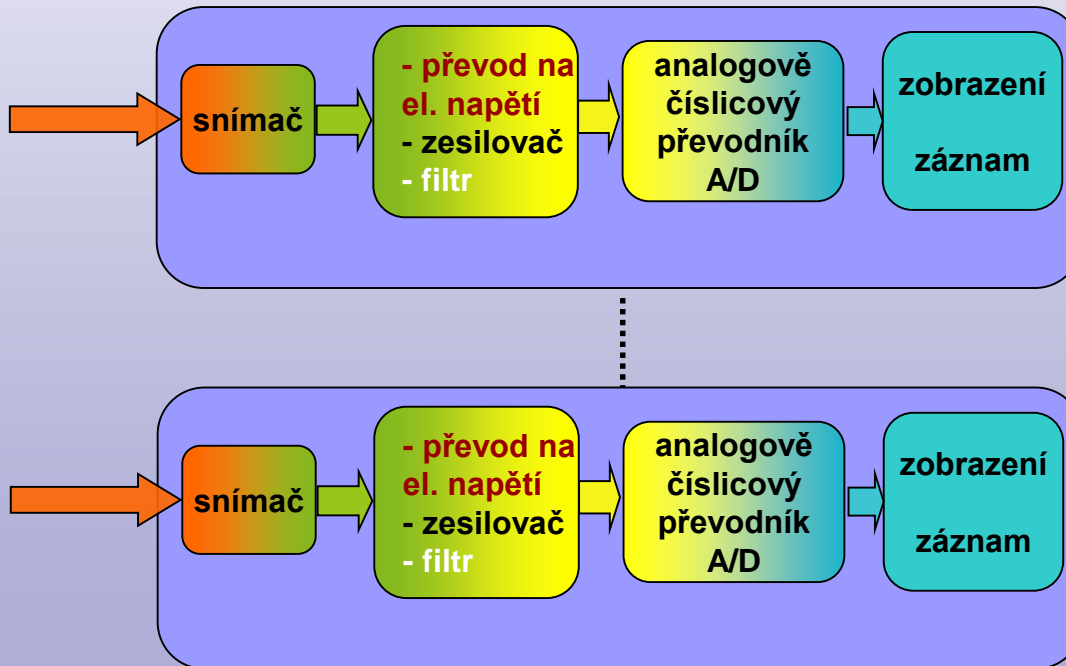 snímač
- převod na
el. napětí
- zesilovač
- filtr
analogově
číslicový
převodník
A/D
zobrazení
záznam
snímač
- převod na
el. napětí
- zesilovač
- filtr
analogově
číslicový
převodník
A/D
zobrazení
záznam